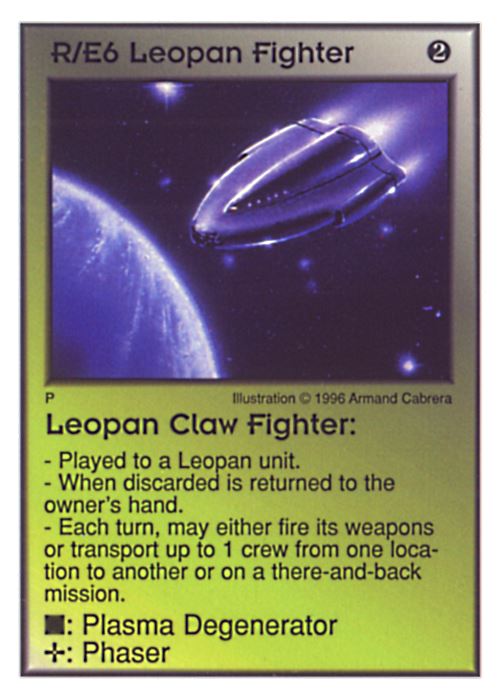 R/E6 Leopan Fighter 2
P Illustration © 1996 Armand Cabrera
Leopan Claw Fighter:
- Played to a Leopan unit.
- When discarded is returned to the
owner's hand.
- Each turn, may either fire its weapons
or transport up to 1 crew from one loca-
tion to another or on a there-and-back
mission.
■: Plasma Degenerator
✛: Phaser